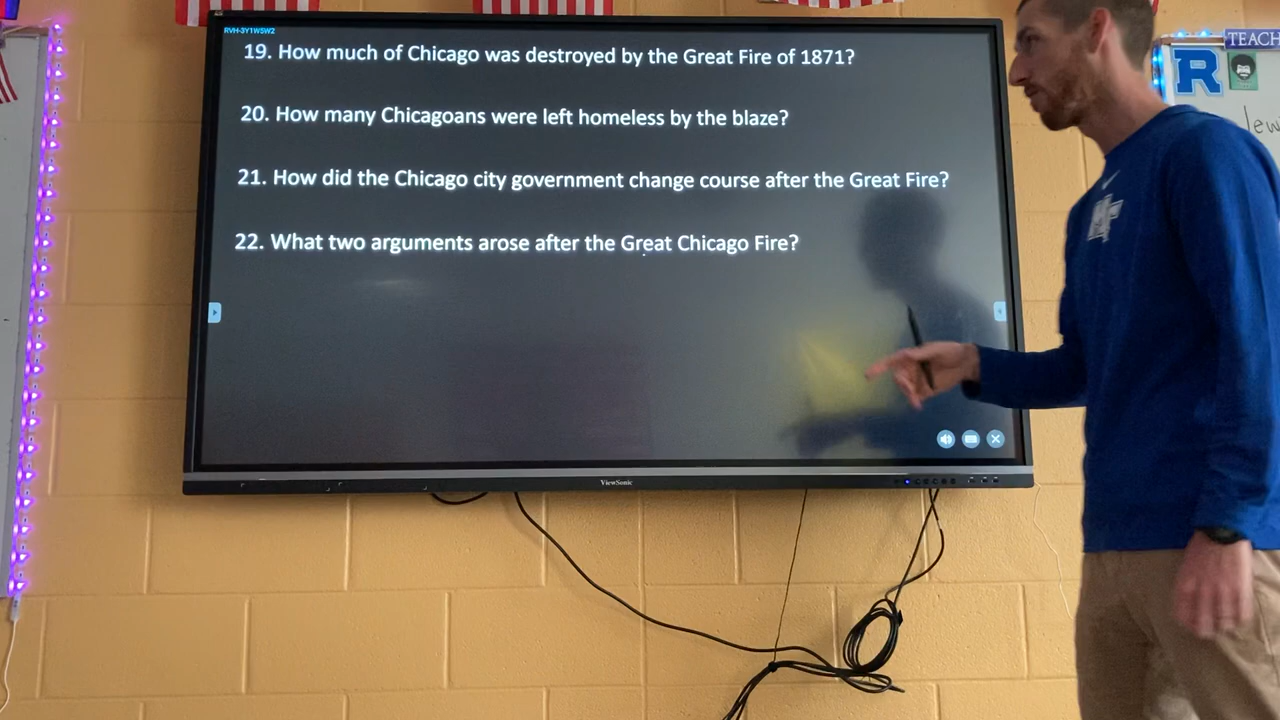 RVH-3Y1W5W2
19. How much of Chicago was destroyed by the Great Fire of 1871?
20. How many Chicagoans were left homeless by the blaze?
21. How did the Chicago city government change course after the Great Fire?
22. What two arguments arose after the Great Chicago Fire?
ViewSonic
TEACH
R